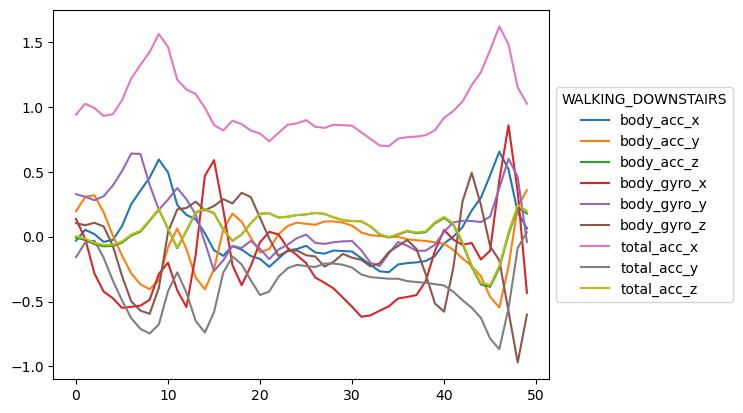 1.5
1.0
0.5
0.0
−0.5
−1.0
0 10 20 30 40 50
WALKING_DOWNSTAIRS
body_acc_x
body_acc_y
body_acc_z
body_gyro_x
body_gyro_y
body_gyro_z
total_acc_x
total_acc_y
total_acc_z